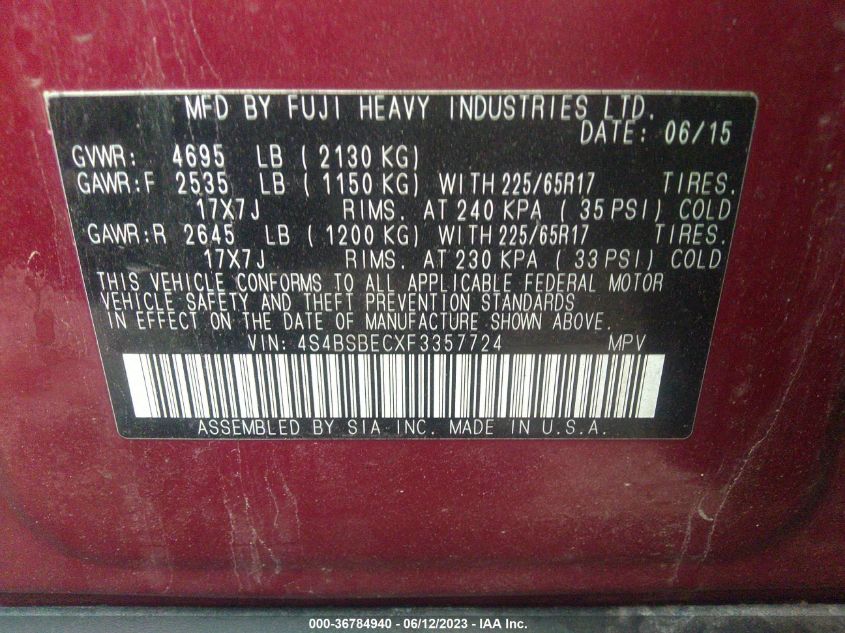 MFD BY FUJI HEAVY INDUSTRIES LTD.
DATE: 06/15
GVWR: 4695 LB (2130 KG)
GAWR:F 2535 LB (1150 KG) WITH 225/65R17 TIRES.
17X7J RIMS. AT 240 KPA ( 35 PSI) COLD
GAWR:R 2645 LB ( 1200 KG) WITH 225/65R17 TIRES.
17X7J RIMS. AT 230 KPA ( 33 PSI) COLD
THIS VEHICLE CONFORMS TO ALL APPLICABLE FEDERAL MOTOR
VEHICLE SAFETY AND THEFT PREVENTION STANDARDS
IN EFFECT ON THE DATE OF MANUFACTURE SHOWN ABOVE.
VIN: 4S4BSBECXF3357724 MPV
ASSEMBLED BY SIA INC. MADE IN U.S.A.
000-36784940 - 06/12/2023 - IAA Inc.